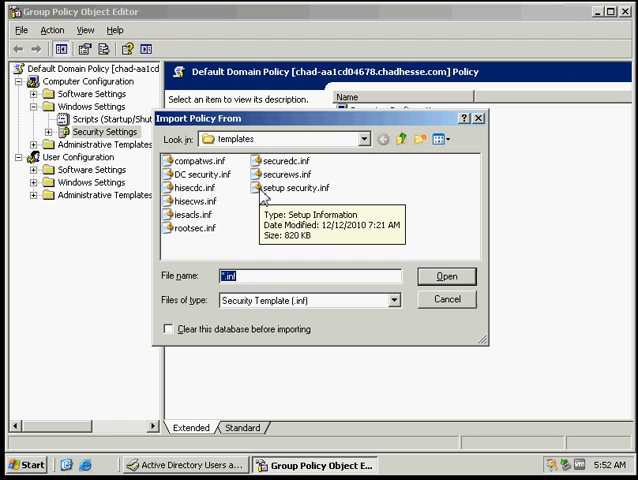 Group Policy Object Editor
File Action View Help
Default Domain Policy [chad-aa1cd
Computer Configuration
Software Settings
Windows Settings
Scripts (Startup/Shut
Security Settings
Administrative Templates
User Configuration
Software Settings
Windows Settings
Administrative Templates
Default Domain Policy [chad-aa1cd04678.chadhesse.com] Policy
Select an item to view its description.
Name
Import Policy From
Look in: templates
compatws.inf
DC security.inf
hisecdc.inf
hisecws.inf
iesacls.inf
rootsec.inf
securedc.inf
securews.inf
setup security.inf
Type: Setup Information
Date Modified: 12/12/2010 7:21 AM
Size: 820 KB
File name: *.inf
Open
Files of type: Security Template (.inf)
Cancel
Clear this database before importing
Extended Standard
Start Active Directory Users a... Group Policy Object E... 5:52 AM